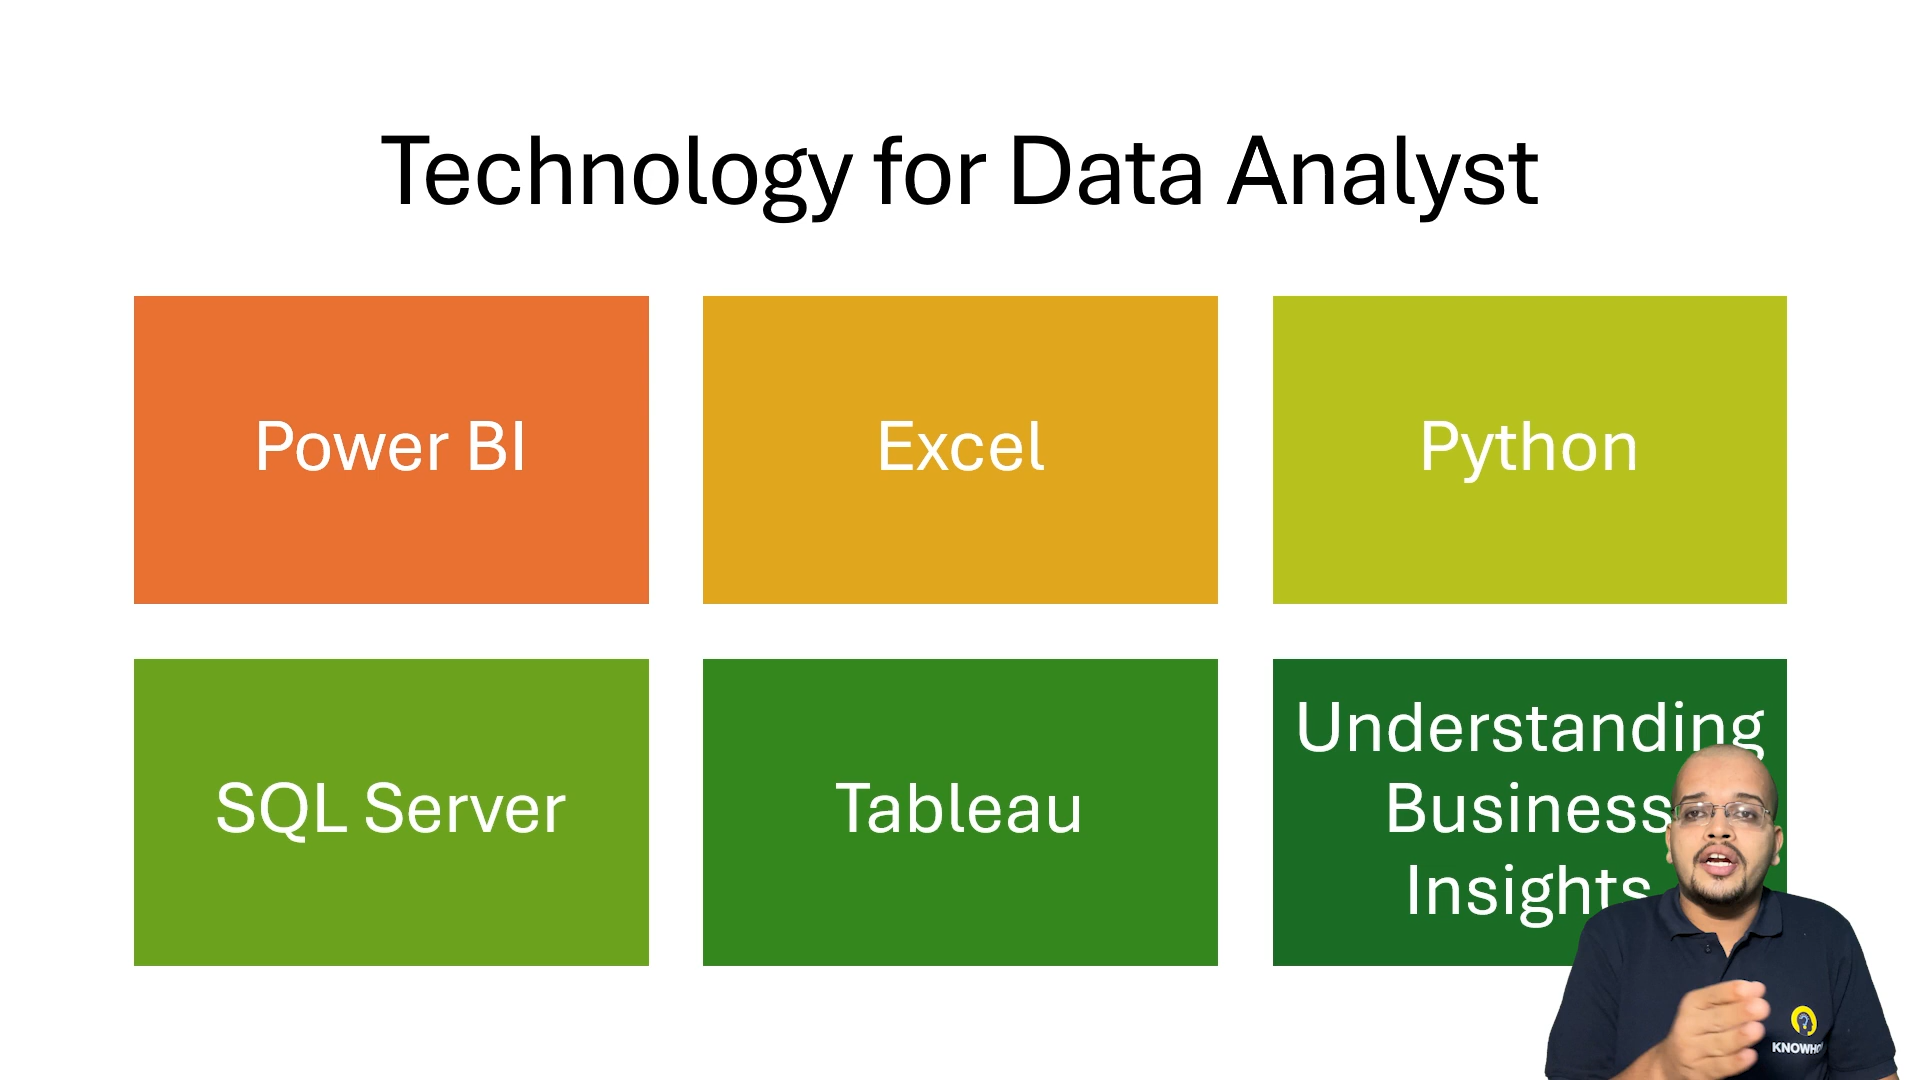 Technology for Data Analyst
Power BI
Excel
Python
SQL Server
Tableau
Understanding
Business
Insights